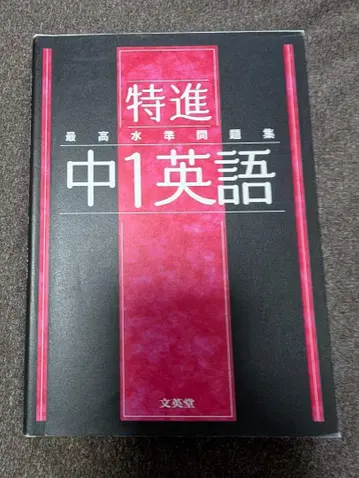 特進
最高水準問題集
中1英語
文英堂